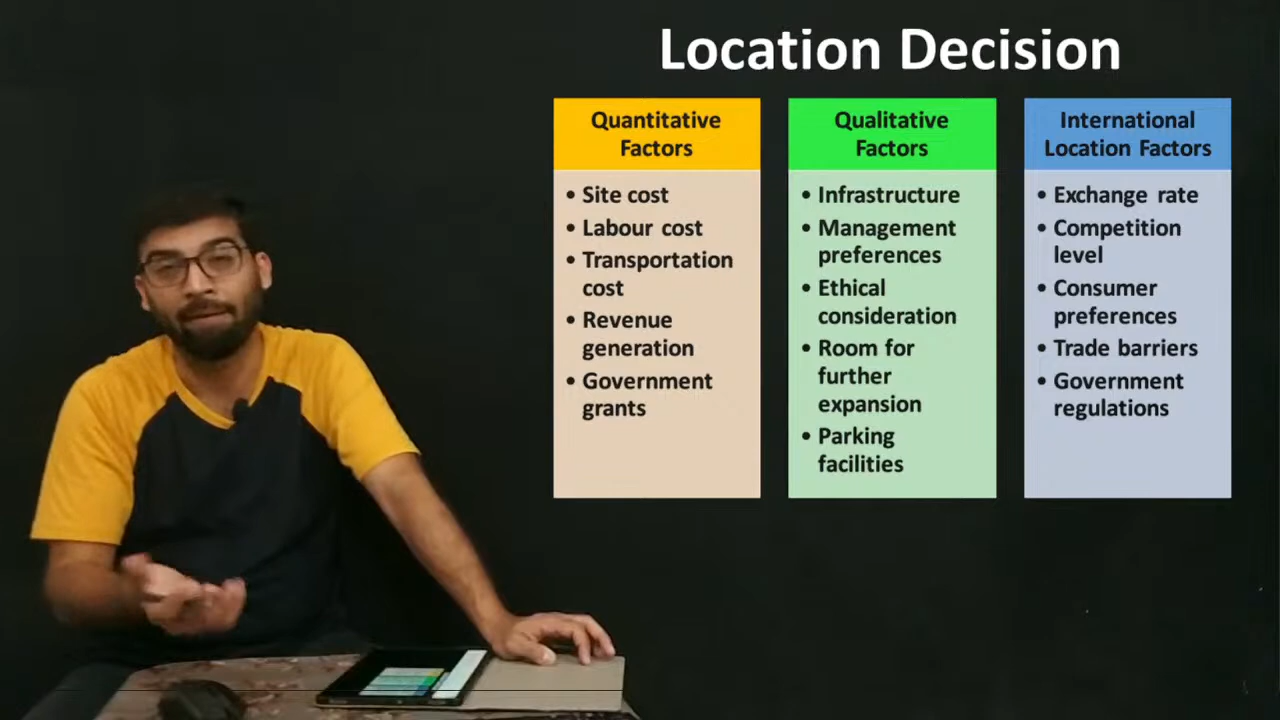 Location Decision
Quantitative
Factors
• Site cost
• Labour cost
• Transportation
cost
• Revenue
generation
• Government
grants
Qualitative
Factors
• Infrastructure
• Management
preferences
• Ethical
consideration
• Room for
further
expansion
• Parking
facilities
International
Location Factors
• Exchange rate
• Competition
level
• Consumer
preferences
• Trade barriers
• Government
regulations